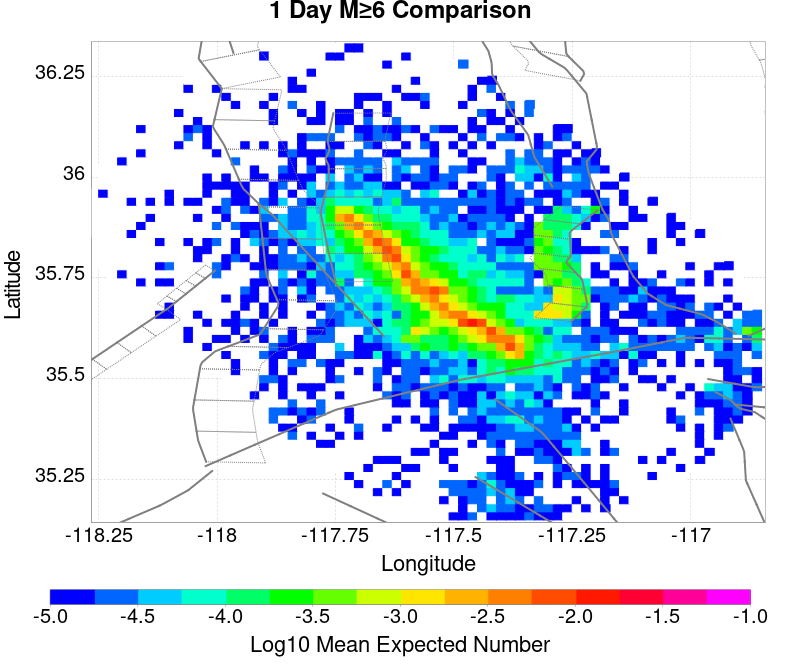 1 Day M≥6 Comparison
36.25
36
35.75
35.5
35.25
Latitude
-118.25 -118 -117.75 -117.5 -117.25 -117
Longitude
-5.0 -4.5 -4.0 -3.5 -3.0 -2.5 -2.0 -1.5 -1.0
Log10 Mean Expected Number